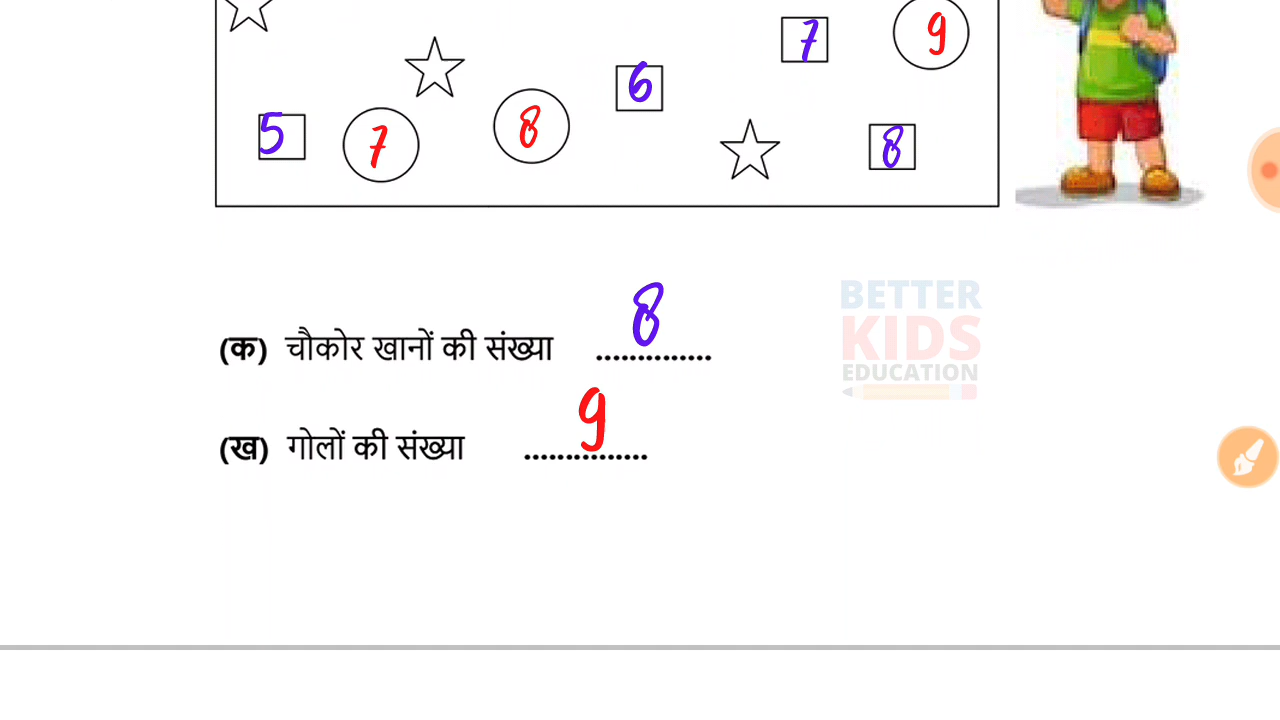 7 9
6
5 7 8 8
BETTER
KIDS
EDUCATION
(क) चौकोर खानों की संख्या .............. 8
(ख) गोलों की संख्या ............... 9